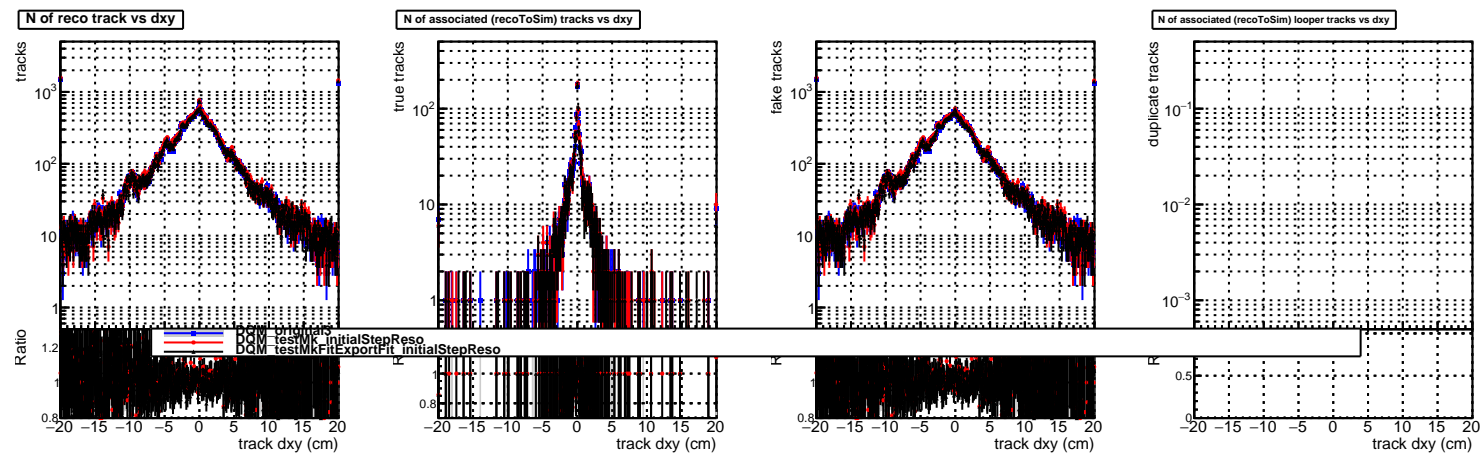 N of reco track vs dxy
tracks
10³
10²
10
1
Ratio
1.2
1
0.8
−20 −15 −10 −5 0 5 10 15 20
track dxy (cm)
N of associated (recoToSim) tracks vs dxy
true tracks
10²
10
1
1
0.8
−20 −15 −10 −5 0 5 10 15 20
track dxy (cm)
fake tracks
10³
10²
10
1
1
0.8
−20 −15 −10 −5 0 5 10 15 20
track dxy (cm)
N of associated (recoToSim) looper tracks vs dxy
duplicate tracks
10⁻¹
10⁻²
10⁻³
0.5
0
−20 −15 −10 −5 0 5 10 15 20
track dxy (cm)
DQM_original3
DQM_testMk_initialStepReso
DQM_testMkFitExportFit_initialStepReso